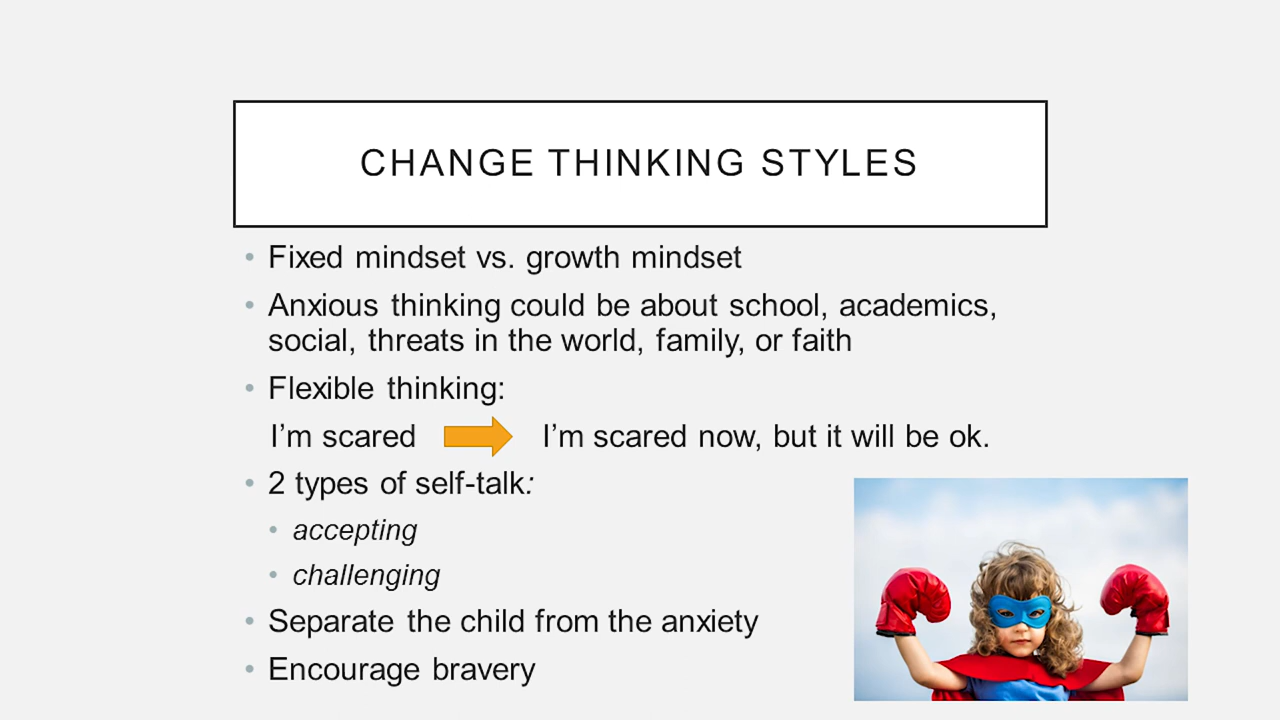 CHANGE THINKING STYLES
• Fixed mindset vs. growth mindset
• Anxious thinking could be about school, academics,
social, threats in the world, family, or faith
• Flexible thinking:
I'm scared I'm scared now, but it will be ok.
• 2 types of self-talk:
• accepting
• challenging
• Separate the child from the anxiety
• Encourage bravery